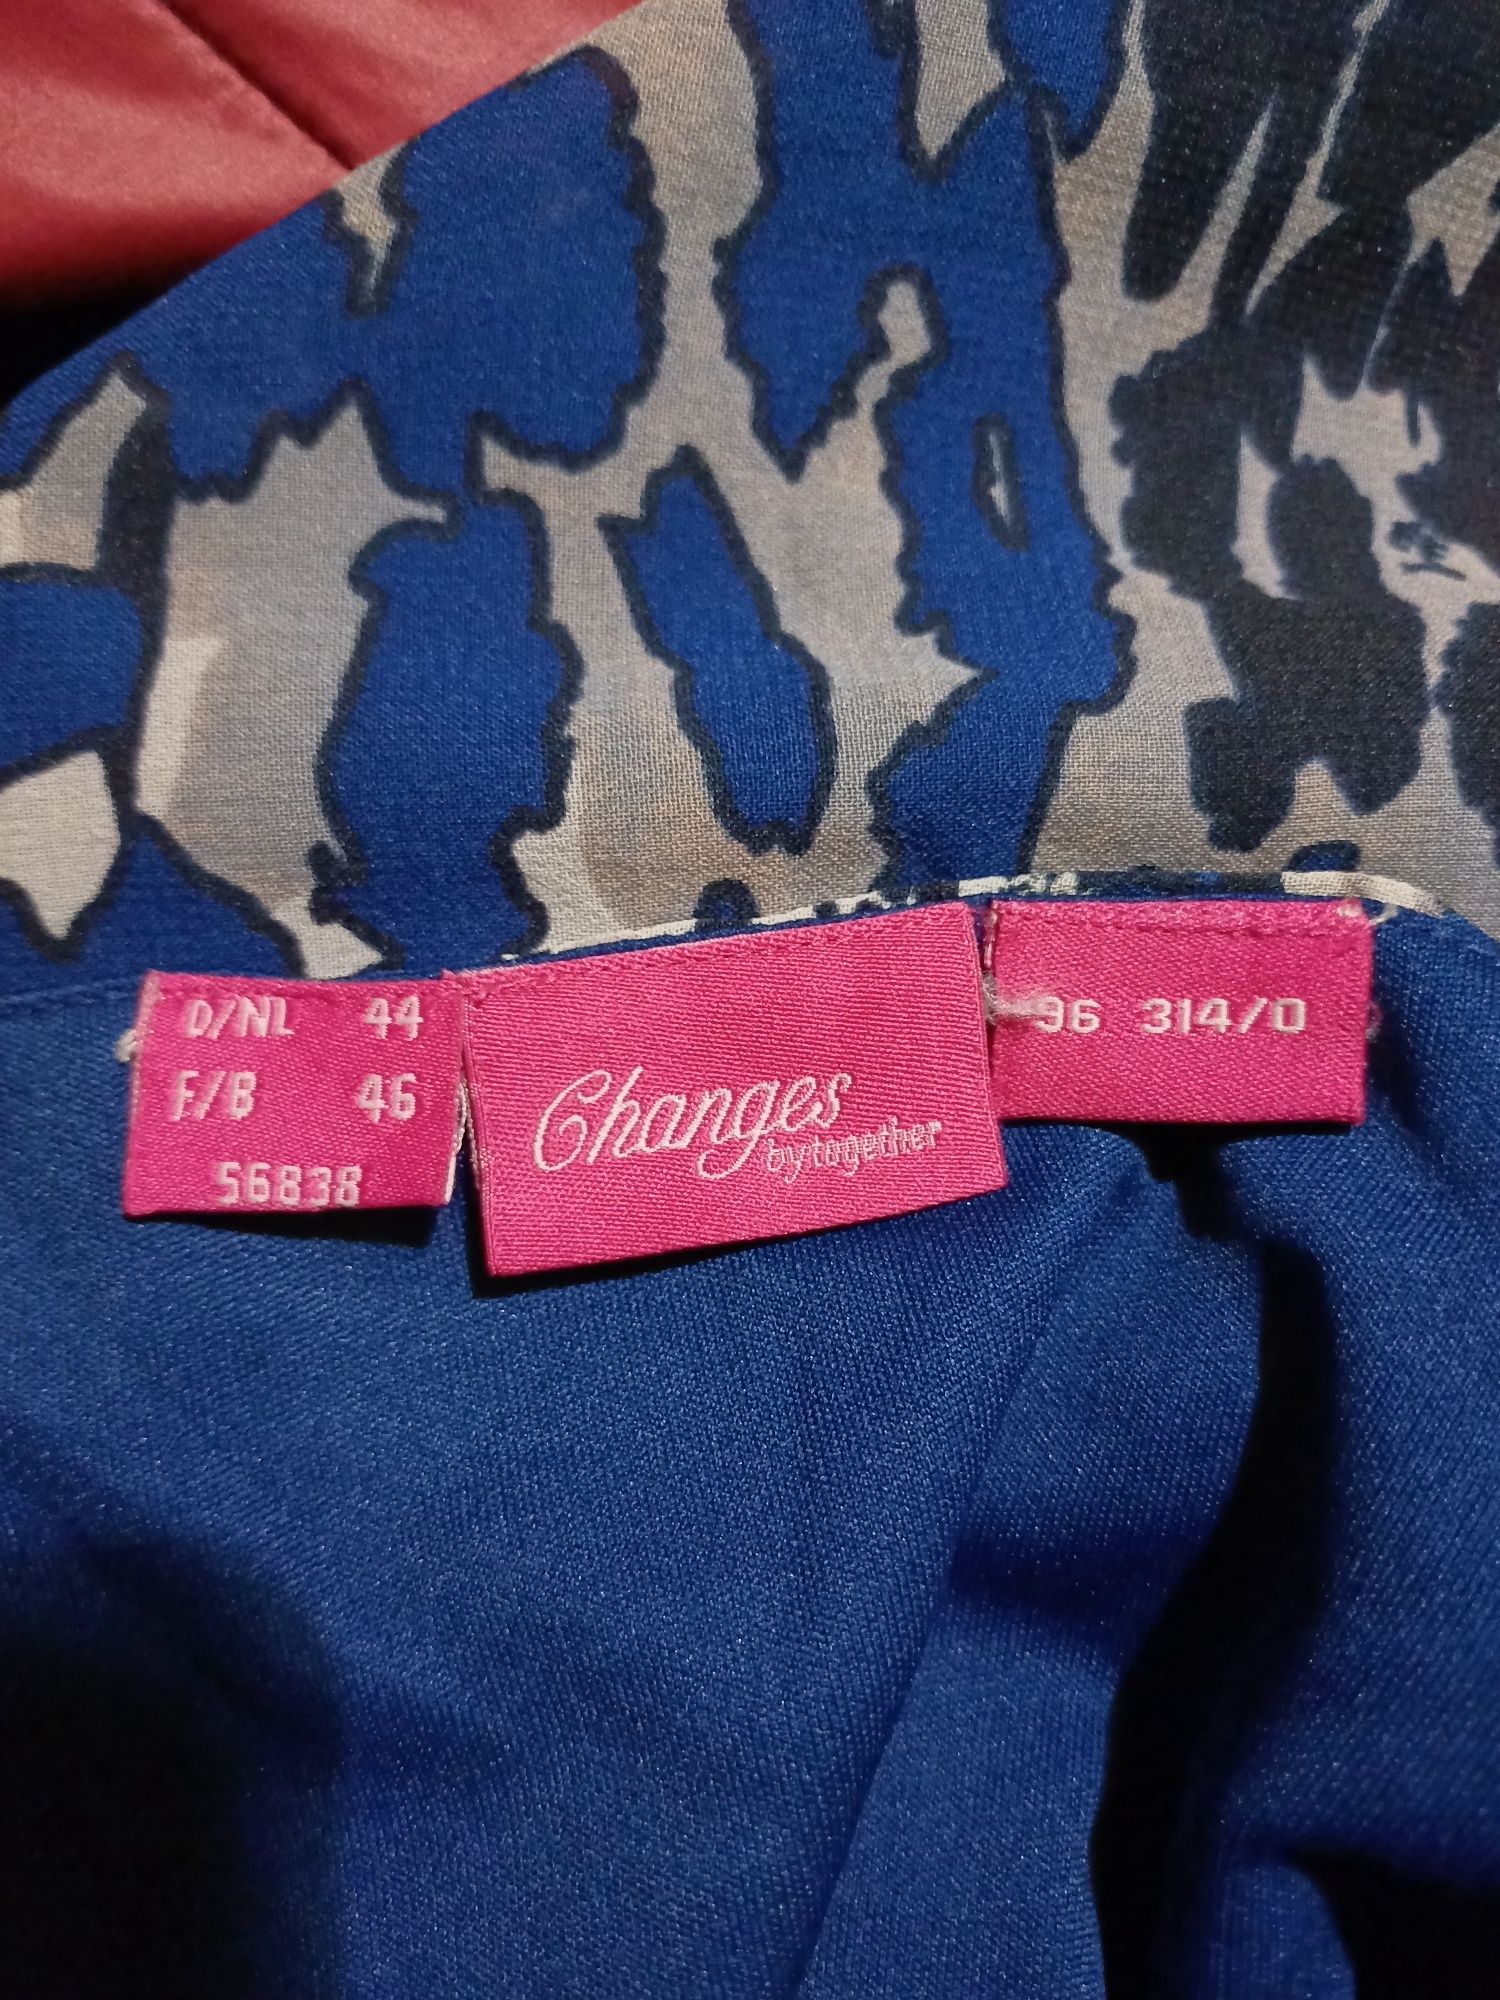 D/NL 44
F/B 46
56838
Changes
by together
96 314/0